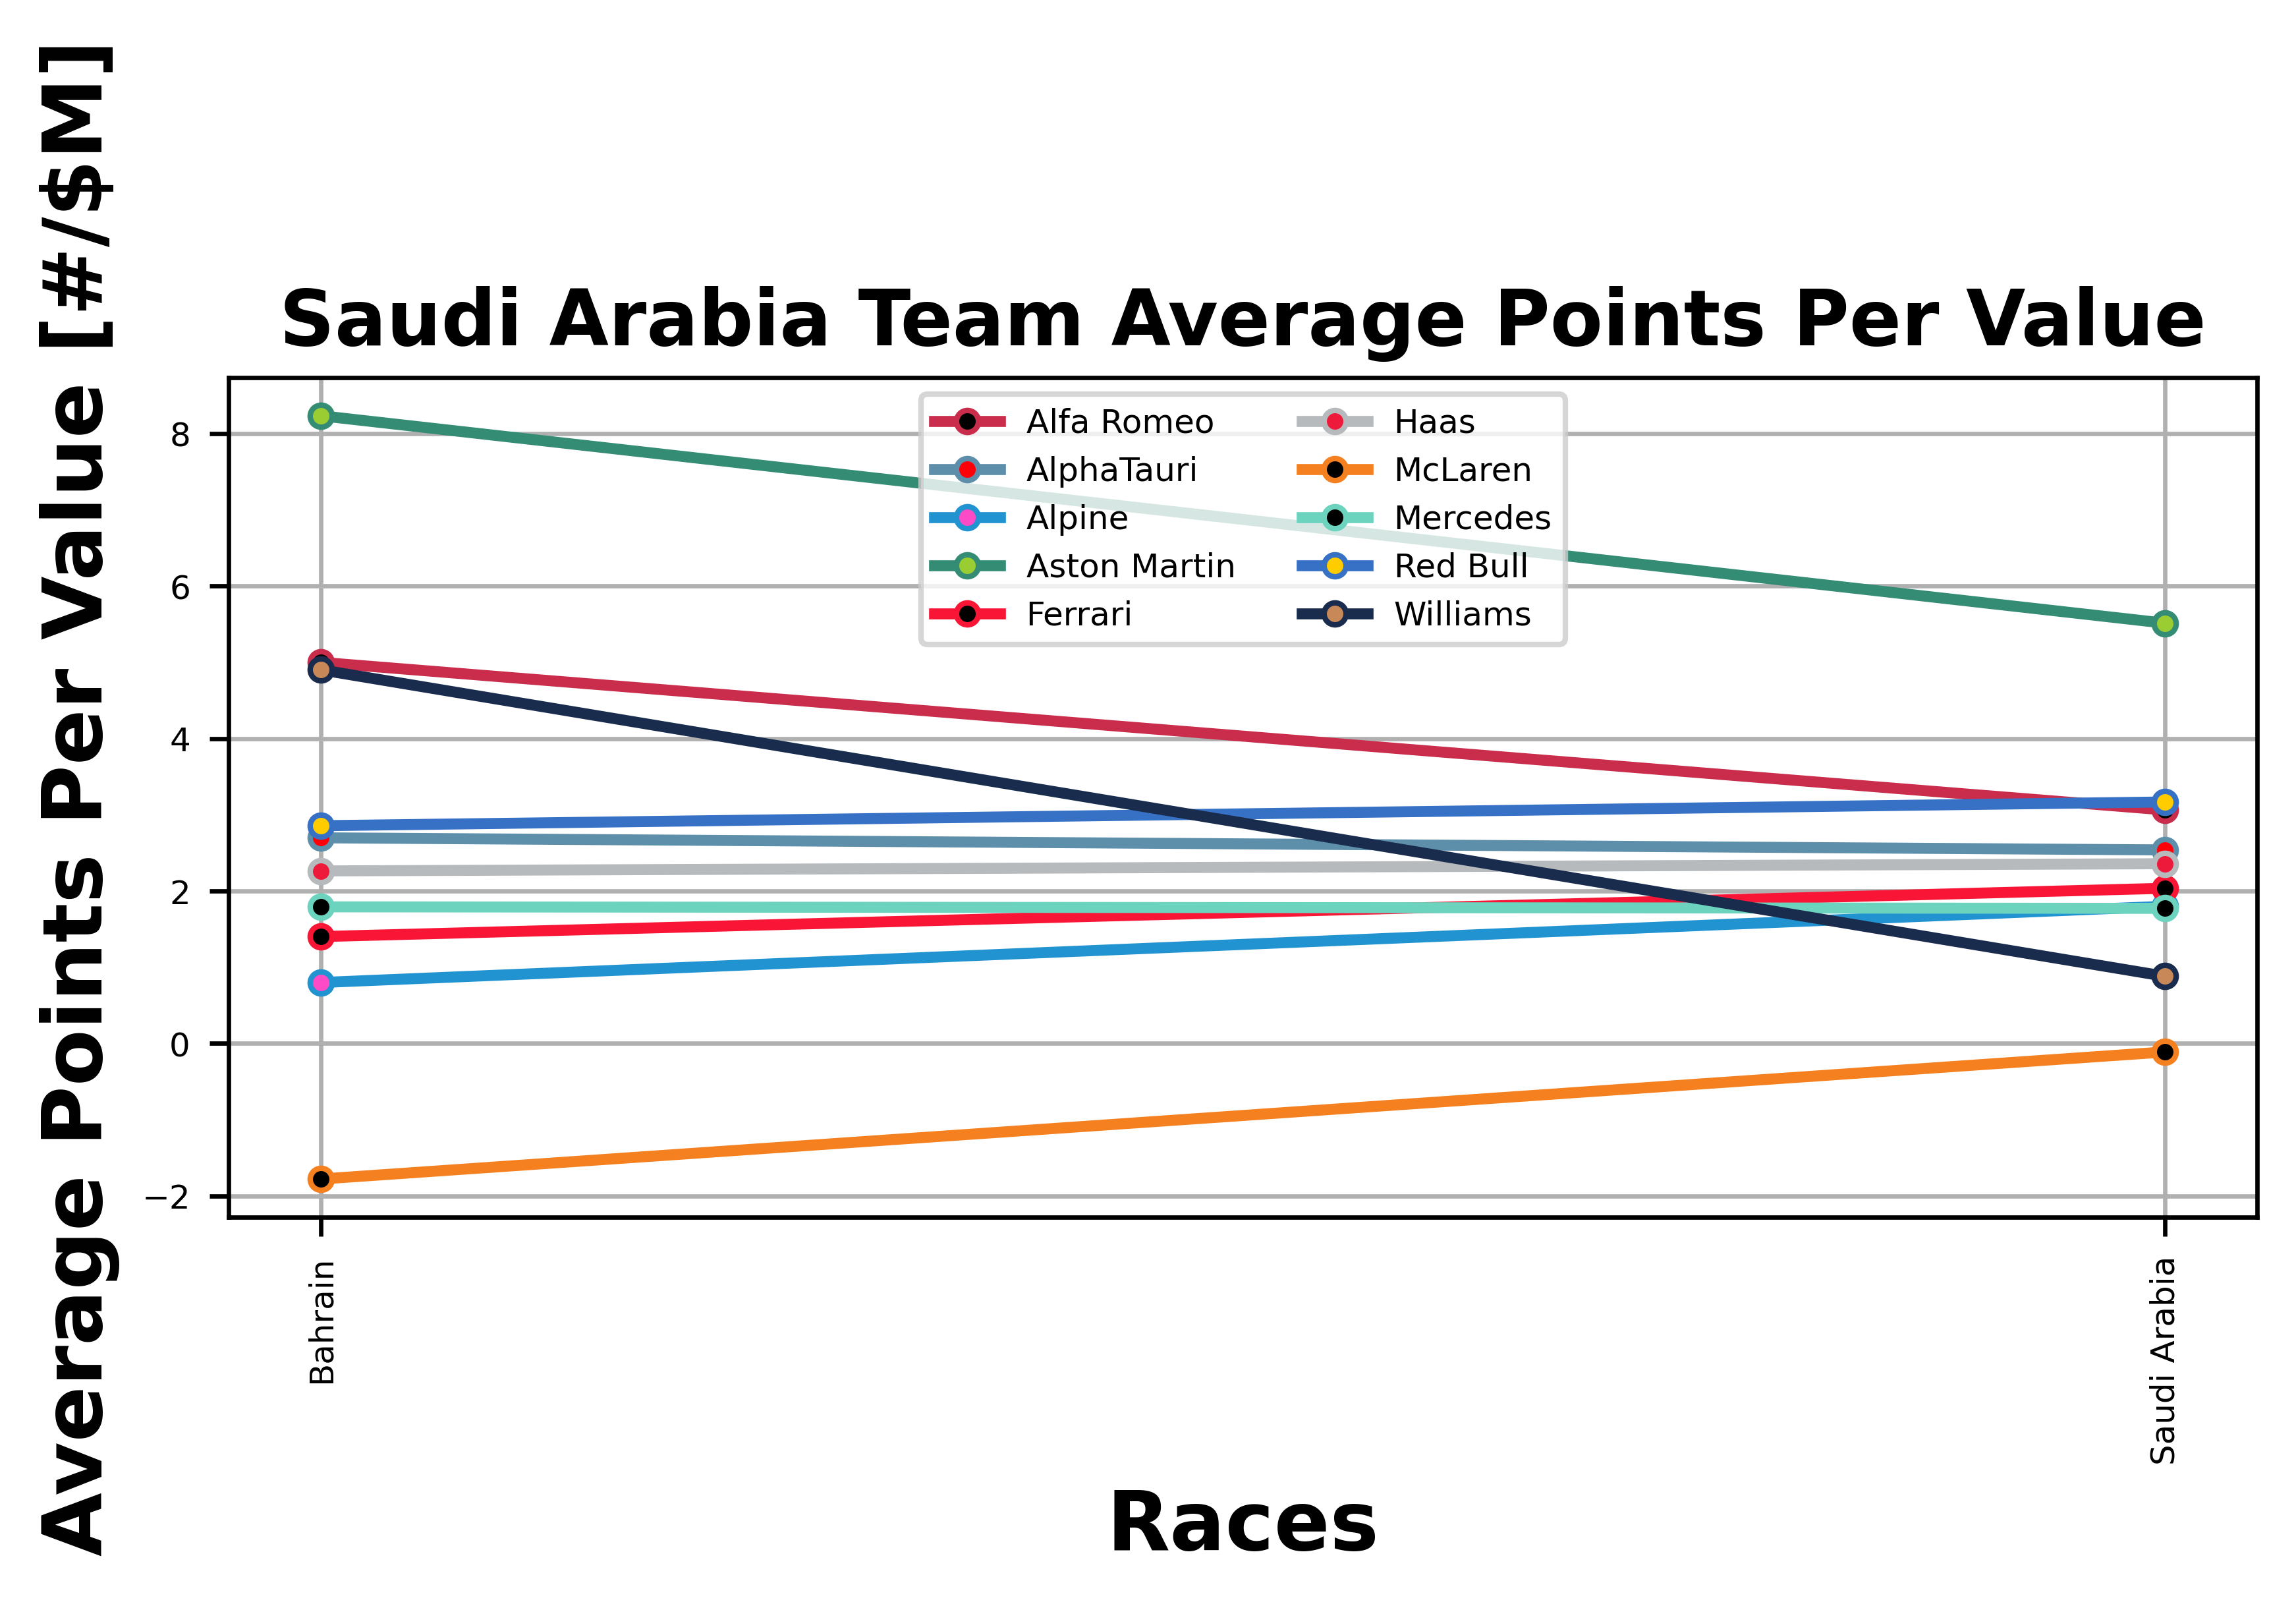 Saudi Arabia Team Average Points Per Value
Average Points Per Value [#/$M]
8
6
4
2
0
−2
Alfa Romeo
AlphaTauri
Alpine
Aston Martin
Ferrari
Haas
McLaren
Mercedes
Red Bull
Williams
Bahrain
Saudi Arabia
Races